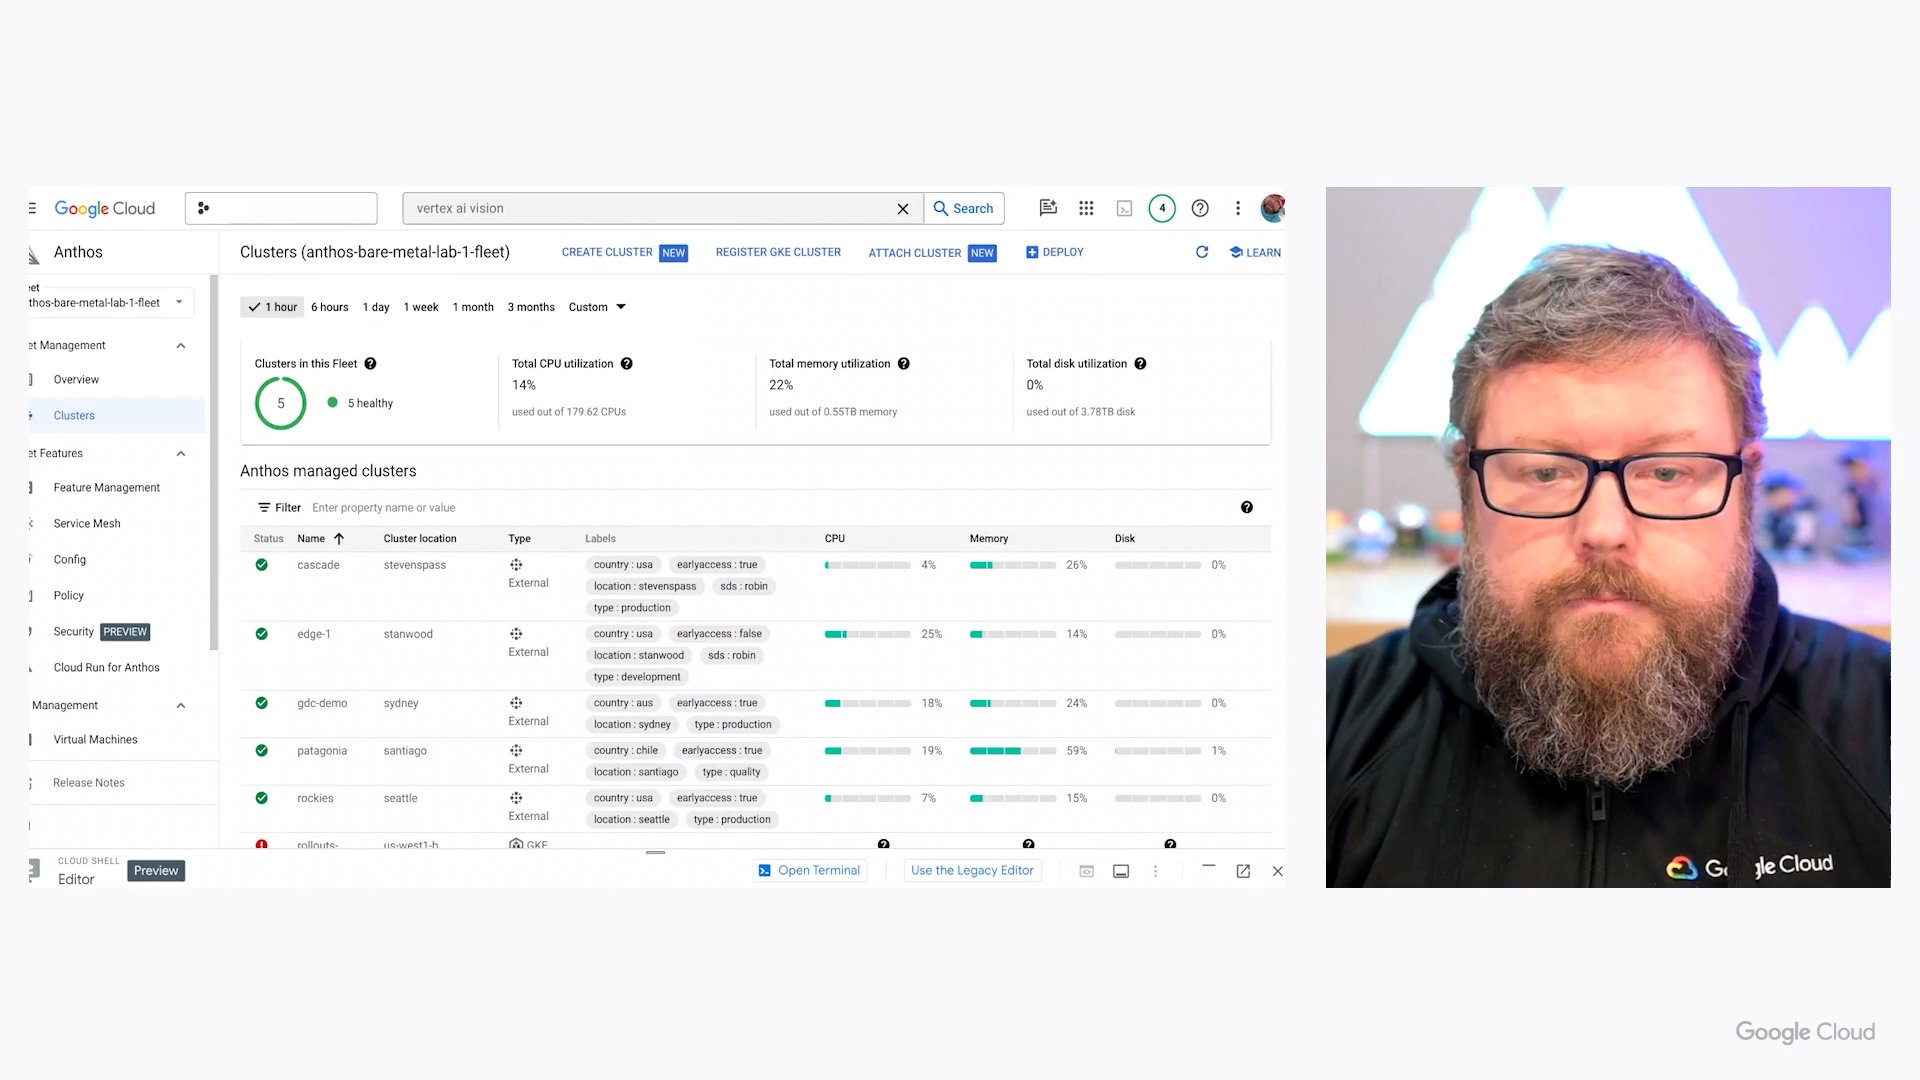 Google Cloud
vertex ai vision
Search
4
Anthos
Clusters (anthos-bare-metal-lab-1-fleet)
CREATE CLUSTER NEW
REGISTER GKE CLUSTER
ATTACH CLUSTER NEW
DEPLOY
LEARN
eet
nthos-bare-metal-lab-1-fleet
et Management
Overview
Clusters
et Features
Feature Management
Service Mesh
Config
Policy
Security PREVIEW
Cloud Run for Anthos
Management
Virtual Machines
Release Notes
1 hour 6 hours 1 day 1 week 1 month 3 months Custom
Clusters in this Fleet
5
5 healthy
Total CPU utilization
14%
used out of 179.62 CPUs
Total memory utilization
22%
used out of 0.55TB memory
Total disk utilization
0%
used out of 3.78TB disk
Anthos managed clusters
Filter Enter property name or value
Status Name Cluster location Type Labels CPU Memory Disk
cascade stevenspass External country : usa earlyaccess : true 4% 26% 0%
location : stevenspass sds : robin
type : production
edge-1 stanwood External country : usa earlyaccess : false 25% 14% 0%
location : stanwood sds : robin
type : development
gdc-demo sydney External country : aus earlyaccess : true 18% 24% 0%
location : sydney type : production
patagonia santiago External country : chile earlyaccess : true 19% 59% 1%
location : santiago type : quality
rockies seattle External country : usa earlyaccess : true 7% 15% 0%
location : seattle type : production
rollouts- us-west1-b GKE
CLOUD SHELL
Editor
Preview
Open Terminal
Use the Legacy Editor
Google Cloud
Google Cloud